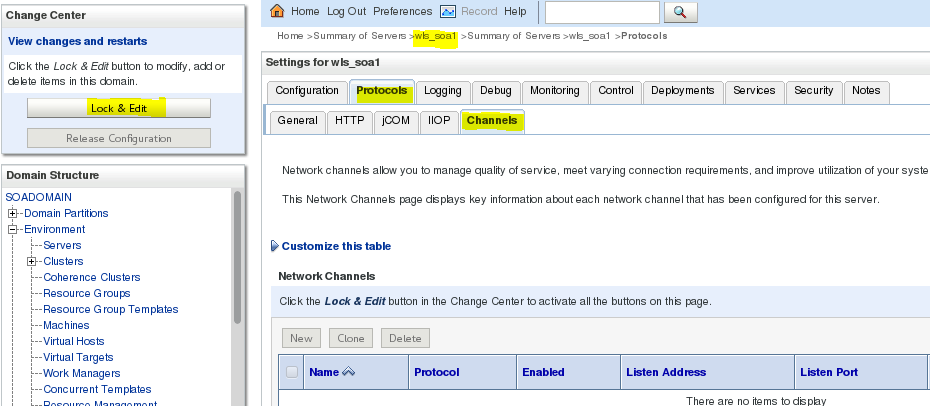 Change Center
View changes and restarts
Click the Lock & Edit button to modify, add or
delete items in this domain.
Lock & Edit
Release Configuration
Domain Structure
SOADOMAIN
Domain Partitions
Environment
Servers
Clusters
Coherence Clusters
Resource Groups
Resource Group Templates
Machines
Virtual Hosts
Virtual Targets
Work Managers
Concurrent Templates
Resource Management
Home Log Out Preferences Record Help
Home >Summary of Servers >wls_soa1 >Summary of Servers >wls_soa1 >Protocols
Settings for wls_soa1
Configuration Protocols Logging Debug Monitoring Control Deployments Services Security Notes
General HTTP jCOM IIOP Channels
Network channels allow you to manage quality of service, meet varying connection requirements, and improve utilization of your syste
This Network Channels page displays key information about each network channel that has been configured for this server.
Customize this table
Network Channels
Click the Lock & Edit button in the Change Center to activate all the buttons on this page.
New Clone Delete
Name Protocol Enabled Listen Address Listen Port
There are no items to display